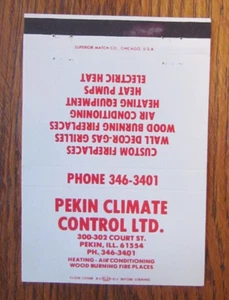 SUPERIOR MATCH CO., CHICAGO, U.S.A.
CUSTOM FIREPLACES
WALL DECOR-GAS GRILLES
WOOD BURNING FIREPLACES
AIR CONDITIONING
HEATING EQUIPMENT
HEAT PUMPS
ELECTRIC HEAT
PHONE 346-3401
PEKIN CLIMATE
CONTROL LTD.
300-302 COURT ST.
PEKIN, ILL. 61554
PH. 346-3401
HEATING - AIR CONDITIONING
WOOD BURNING FIRE PLACES